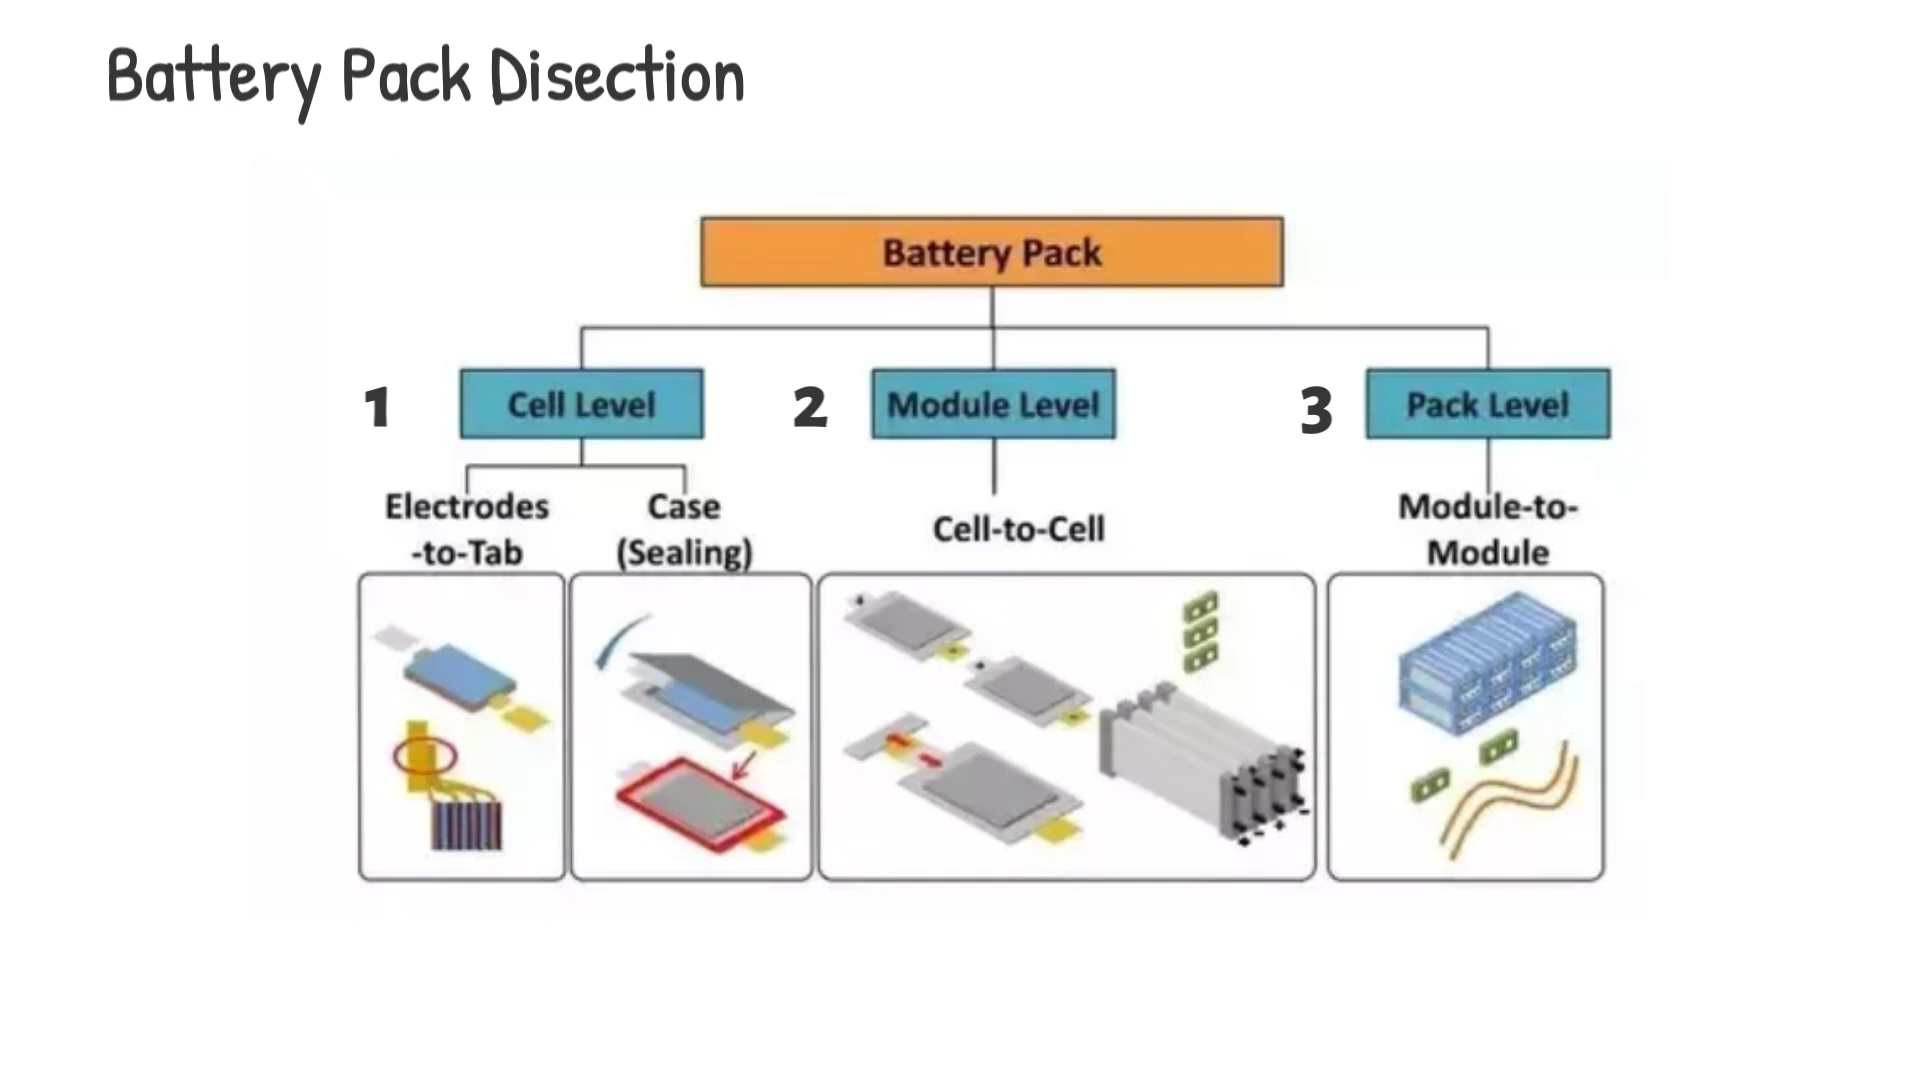 Battery Pack Disection
Battery Pack
1
Cell Level
2
Module Level
3
Pack Level
Electrodes
-to-Tab
Case
(Sealing)
Cell-to-Cell
Module-to-
Module